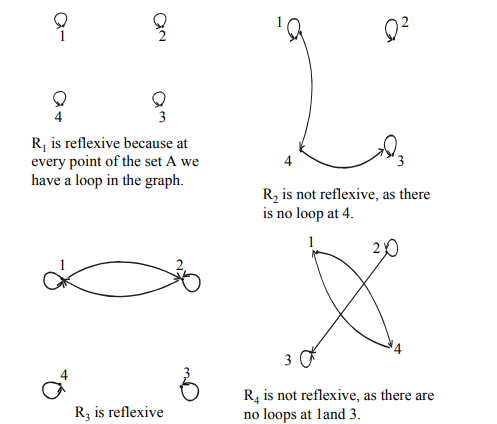 1
2
4
3
R₁ is reflexive because at
every point of the set A we
have a loop in the graph.
1
2
4
3
R₂ is not reflexive, as there
is no loop at 4.
1
2
4
3
R₃ is reflexive
1
2
3
4
R₄ is not reflexive, as there are
no loops at 1and 3.